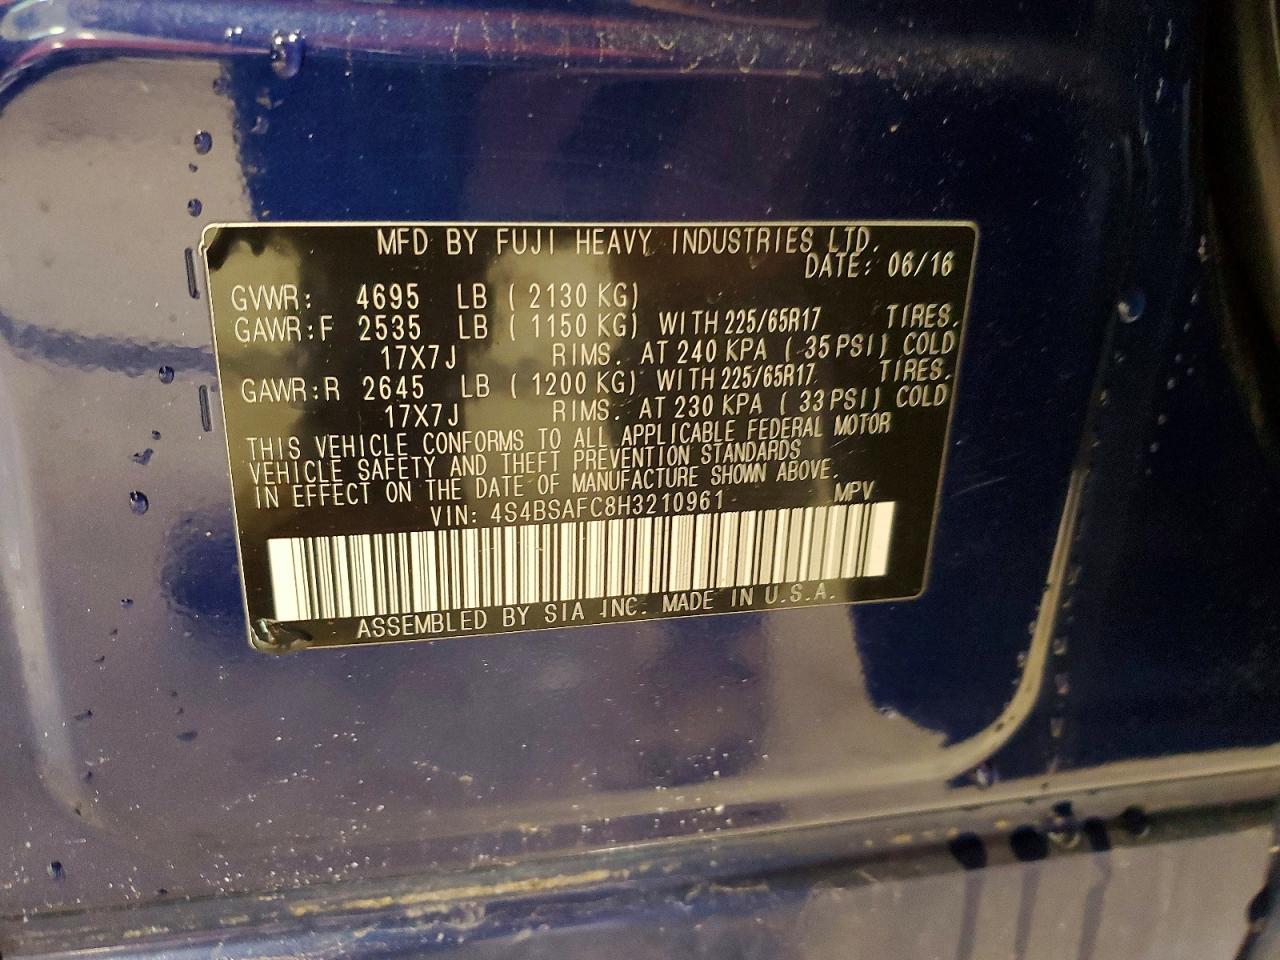 MFD BY FUJI HEAVY INDUSTRIES LTD.
DATE: 06/16
GVWR: 4695 LB ( 2130 KG)
GAWR:F 2535 LB ( 1150 KG) WITH 225/65R17 TIRES.
17X7J RIMS. AT 240 KPA ( 35 PSI) COLD
GAWR:R 2645 LB ( 1200 KG) WITH 225/65R17 TIRES.
17X7J RIMS. AT 230 KPA ( 33 PSI) COLD
THIS VEHICLE CONFORMS TO ALL APPLICABLE FEDERAL MOTOR
VEHICLE SAFETY AND THEFT PREVENTION STANDARDS
IN EFFECT ON THE DATE OF MANUFACTURE SHOWN ABOVE.
VIN: 4S4BSAFC8H3210961 MPV
ASSEMBLED BY SIA INC. MADE IN U.S.A.